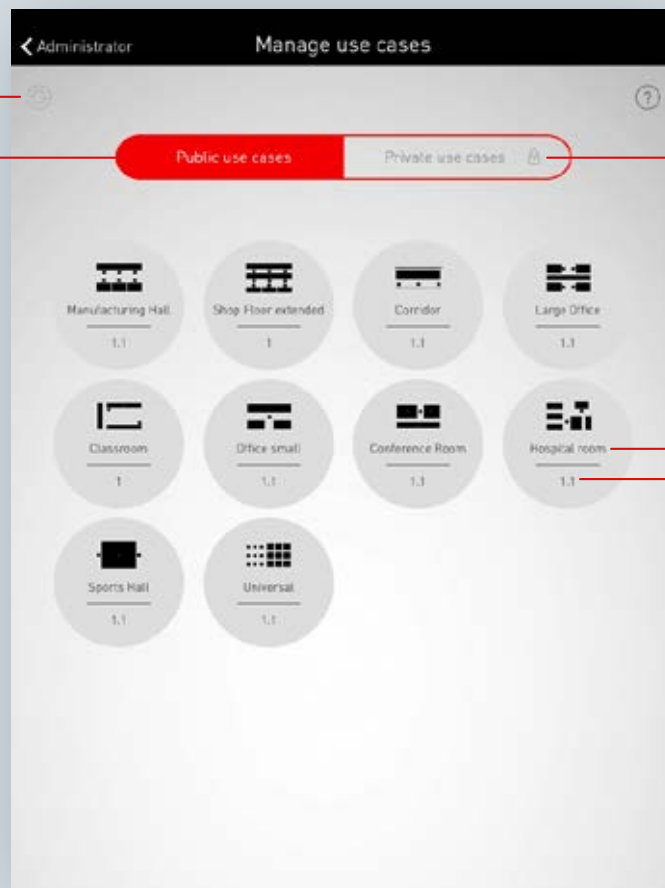 Administrator
Manage use cases
?
Public use cases
Private use cases
Manufacturing Hall
1.1
Shop Floor extended
1
Corridor
1.1
Large Office
1.1
Classroom
1
Office small
1.1
Conference Room
1.1
Hospital room
1.1
Sports Hall
1.1
Universal
1.1